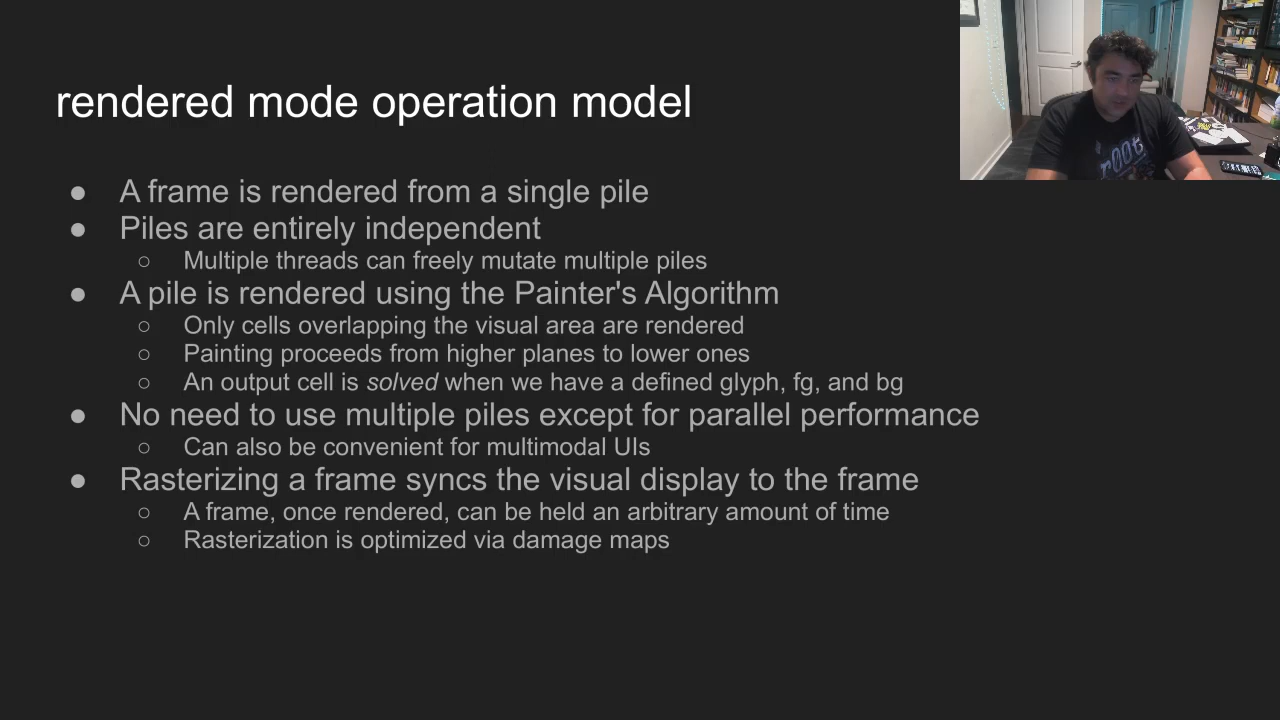 rendered mode operation model
● A frame is rendered from a single pile
● Piles are entirely independent
○ Multiple threads can freely mutate multiple piles
● A pile is rendered using the Painter's Algorithm
○ Only cells overlapping the visual area are rendered
○ Painting proceeds from higher planes to lower ones
○ An output cell is solved when we have a defined glyph, fg, and bg
● No need to use multiple piles except for parallel performance
○ Can also be convenient for multimodal UIs
● Rasterizing a frame syncs the visual display to the frame
○ A frame, once rendered, can be held an arbitrary amount of time
○ Rasterization is optimized via damage maps